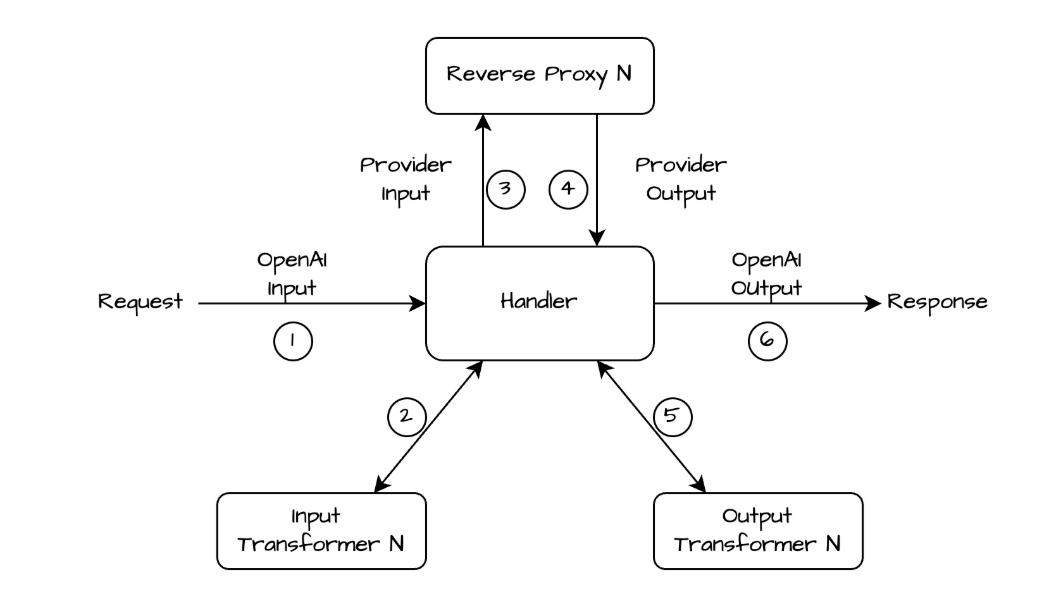 Reverse Proxy N
Provider
Input
3
4
Provider
Output
OpenAI
Input
Request
1
Handler
OpenAI
OUtput
Response
6
2
5
Input
Transformer N
Output
Transformer N